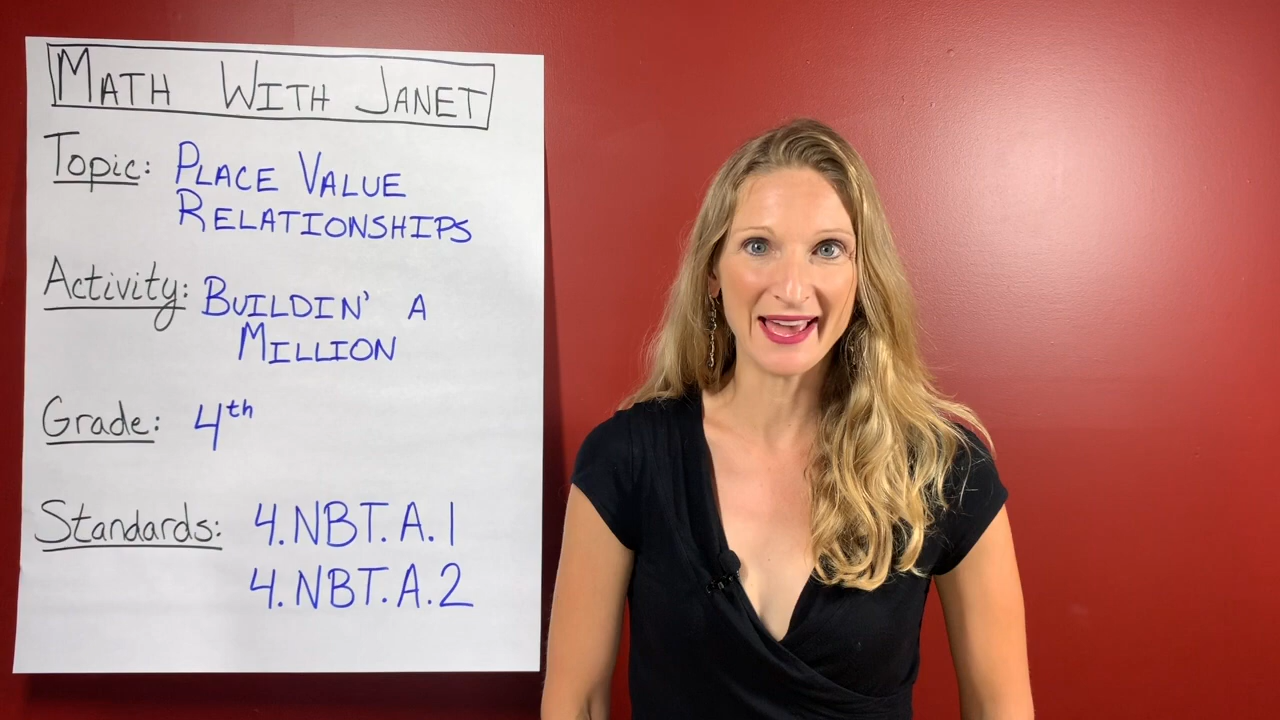 MATH WITH JANET
Topic: PLACE VALUE
RELATIONSHIPS
Activity: BUILDIN' A
MILLION
Grade: 4th
Standards: 4.NBT.A.1
4.NBT.A.2